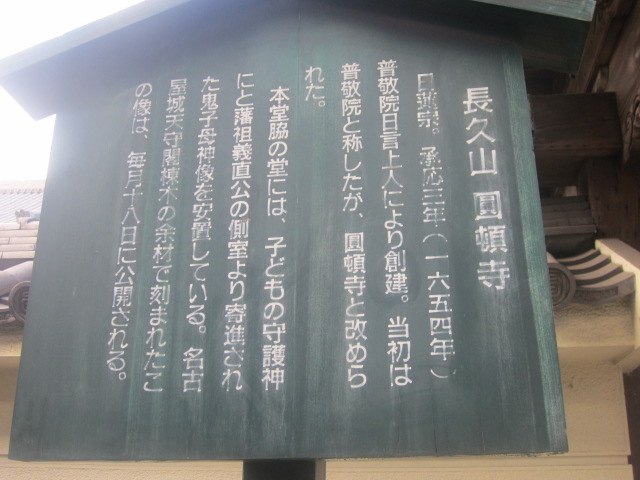 長久山 圓頓寺
日蓮宗。承応三年(一六五四年)
普敬院日言上人により創建。当初は
普敬院と称したが、圓頓寺と改めら
れた。
本堂脇の堂には、子どもの守護神
にと藩祖義直公の側室より寄進され
た鬼子母神像を安置している。名古
屋城天守閣棟木の余材で刻まれたこ
の像は、毎月十八日に公開される。